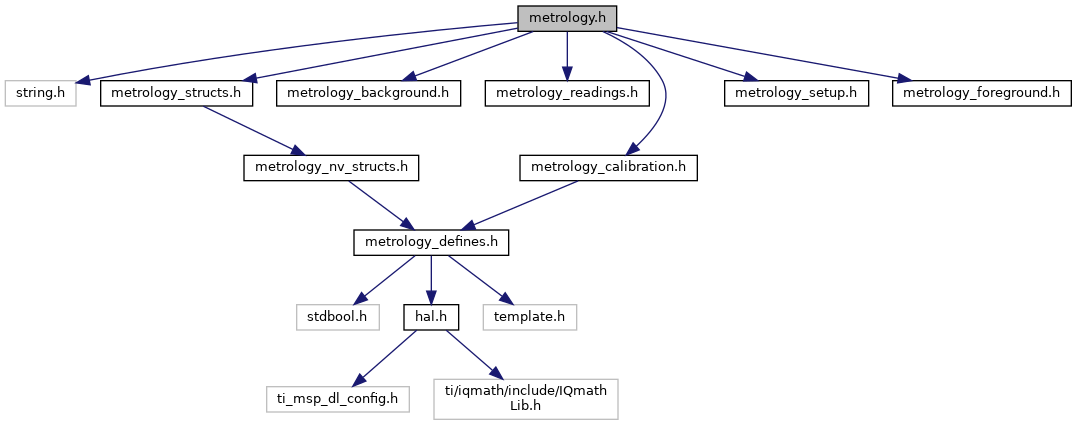 metrology.h
string.h
metrology_structs.h
metrology_background.h
metrology_readings.h
metrology_setup.h
metrology_foreground.h
metrology_nv_structs.h
metrology_calibration.h
metrology_defines.h
stdbool.h
hal.h
template.h
ti_msp_dl_config.h
ti/iqmath/include/IQmath
Lib.h